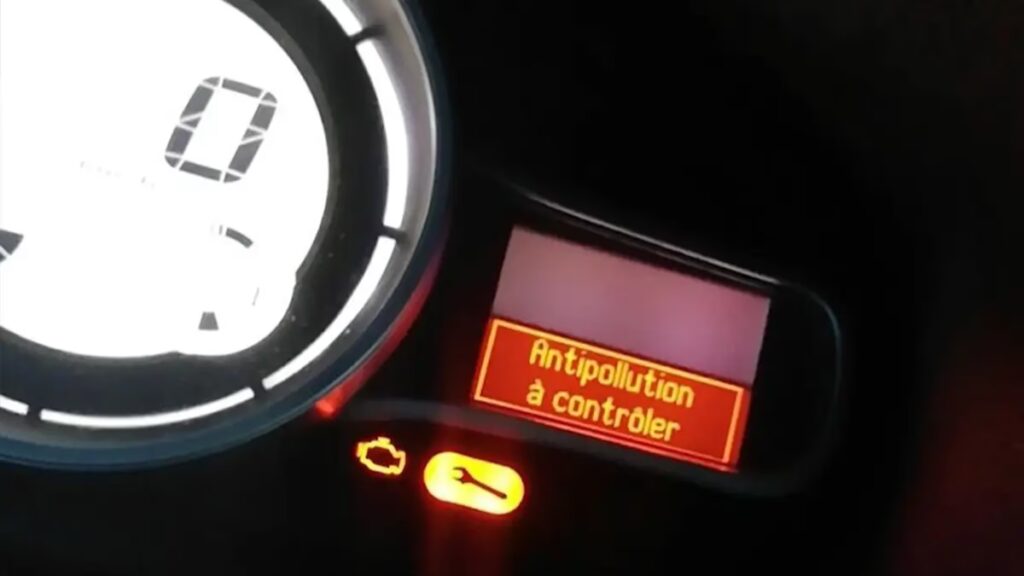 0
Antipollution
à contrôler